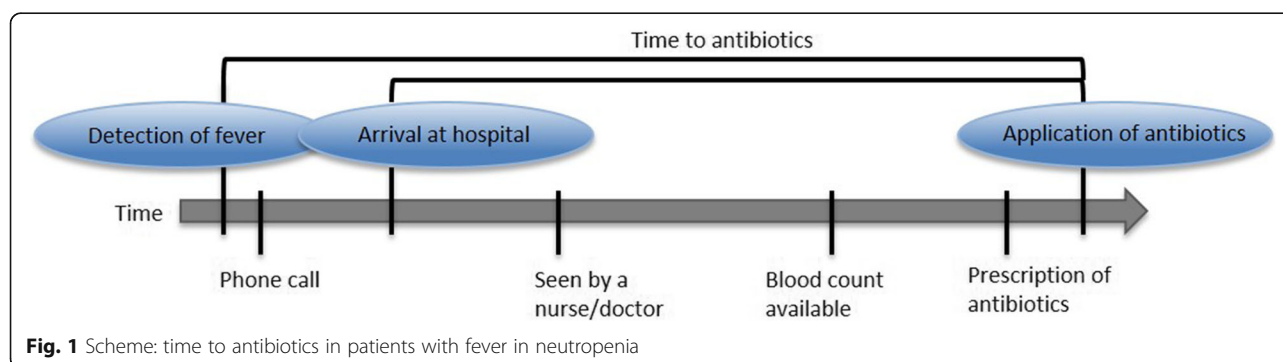 Time to antibiotics
Detection of fever
Arrival at hospital
Application of antibiotics
Time
Phone call
Seen by a
nurse/doctor
Blood count
available
Prescription of
antibiotics
Fig. 1 Scheme: time to antibiotics in patients with fever in neutropenia